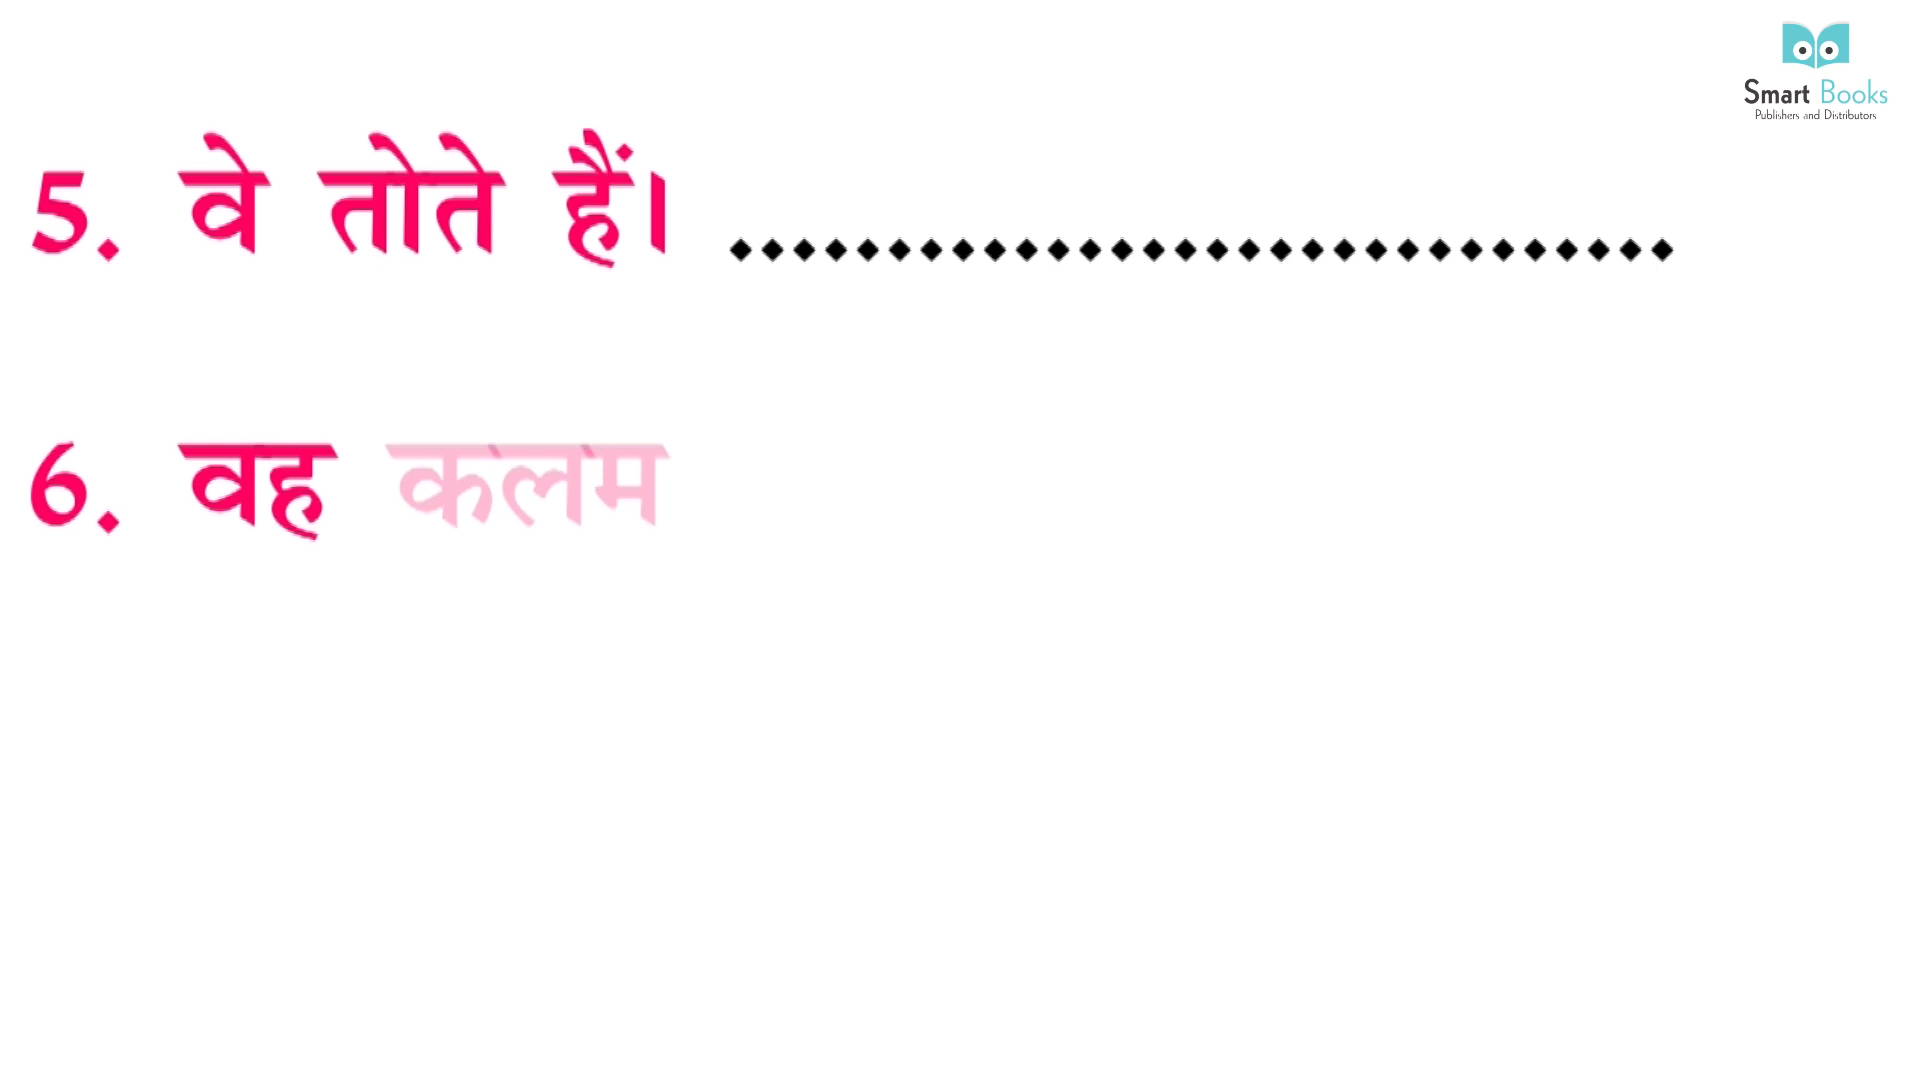 Smart Books
Publishers and Distributors
5. वे तोते हैं। ..............................
6. वह कलम